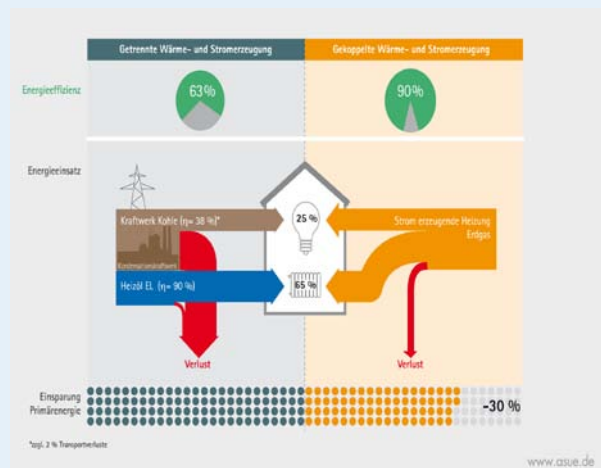 Getrennte Wärme- und Stromerzeugung
Gekoppelte Wärme- und Stromerzeugung
Energieeffizienz
63 %
90 %
Energieeinsatz
Kraftwerk Kohle (η= 38 %)*
25 %
Strom erzeugende Heizung
Erdgas
Kondensationskraftwerk
Heizöl EL (η= 90 %)
65 %
Verlust
Verlust
Einsparung
Primärenergie
-30 %
*zzgl. 2 % Transportverluste
www.asue.de